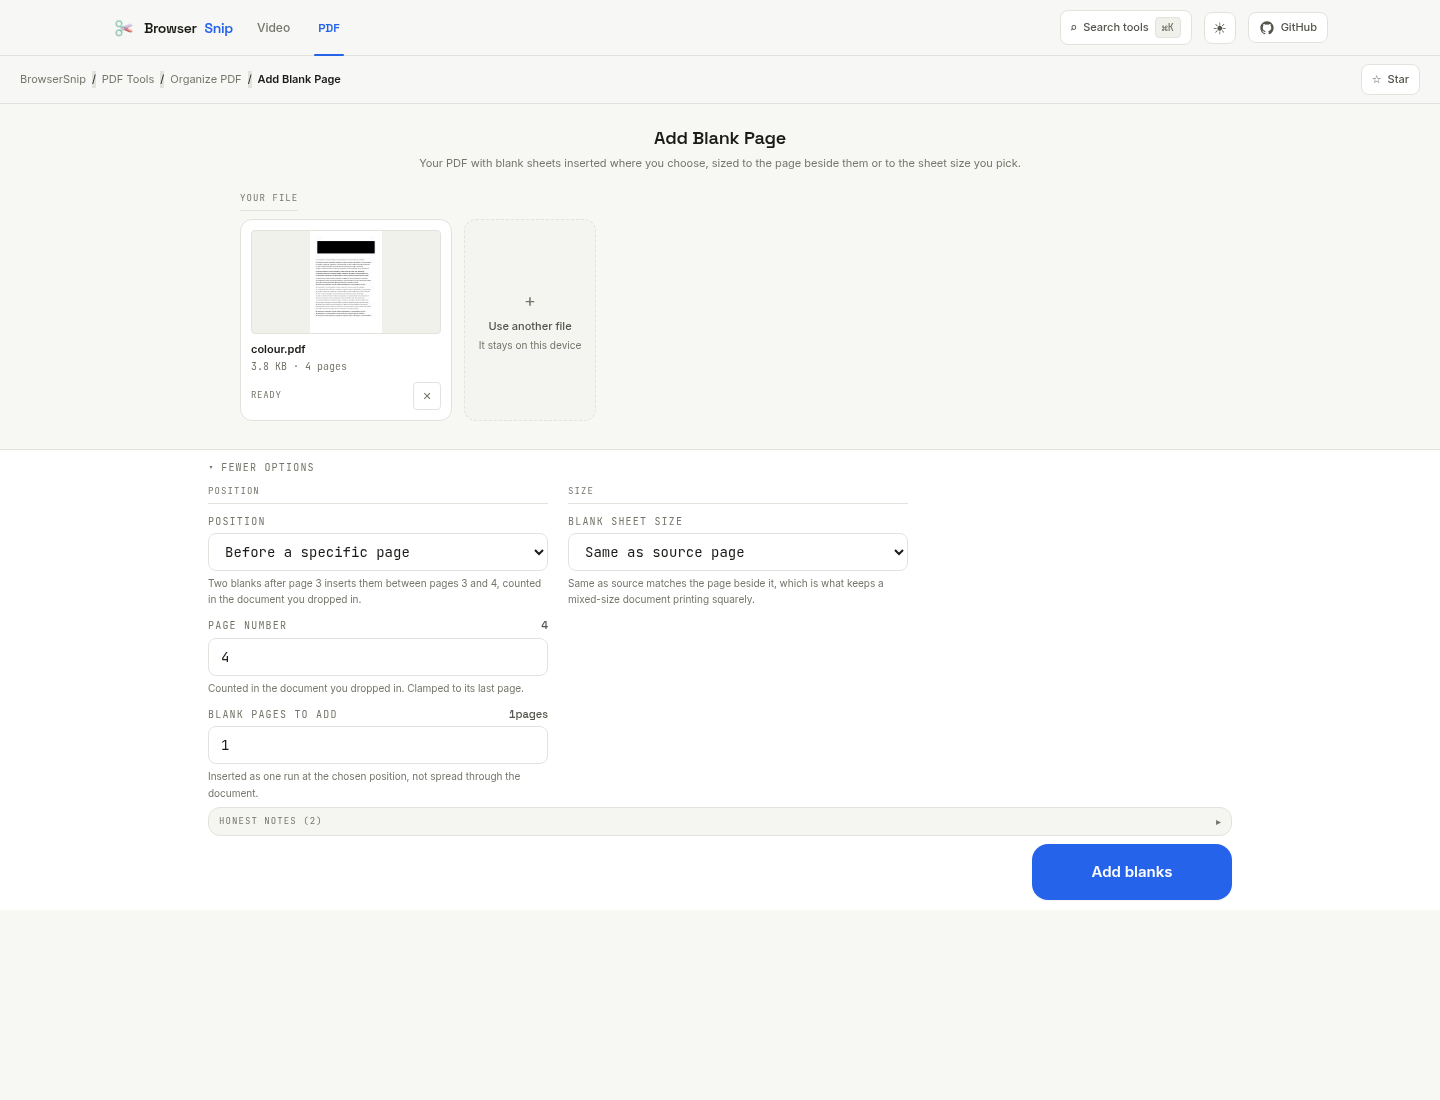 Browser Snip Video PDF Search tools ⌘K GitHub
BrowserSnip / PDF Tools / Organize PDF / Add Blank Page Star
Add Blank Page
Your PDF with blank sheets inserted where you choose, sized to the page beside them or to the sheet size you pick.
YOUR FILE
colour.pdf
3.8 KB · 4 pages
READY
Use another file
It stays on this device
FEWER OPTIONS
POSITION
POSITION
Before a specific page
Two blanks after page 3 inserts them between pages 3 and 4, counted
in the document you dropped in.
PAGE NUMBER 4
4
Counted in the document you dropped in. Clamped to its last page.
BLANK PAGES TO ADD 1pages
1
Inserted as one run at the chosen position, not spread through the
document.
SIZE
BLANK SHEET SIZE
Same as source page
Same as source matches the page beside it, which is what keeps a
mixed-size document printing squarely.
HONEST NOTES (2)
Add blanks